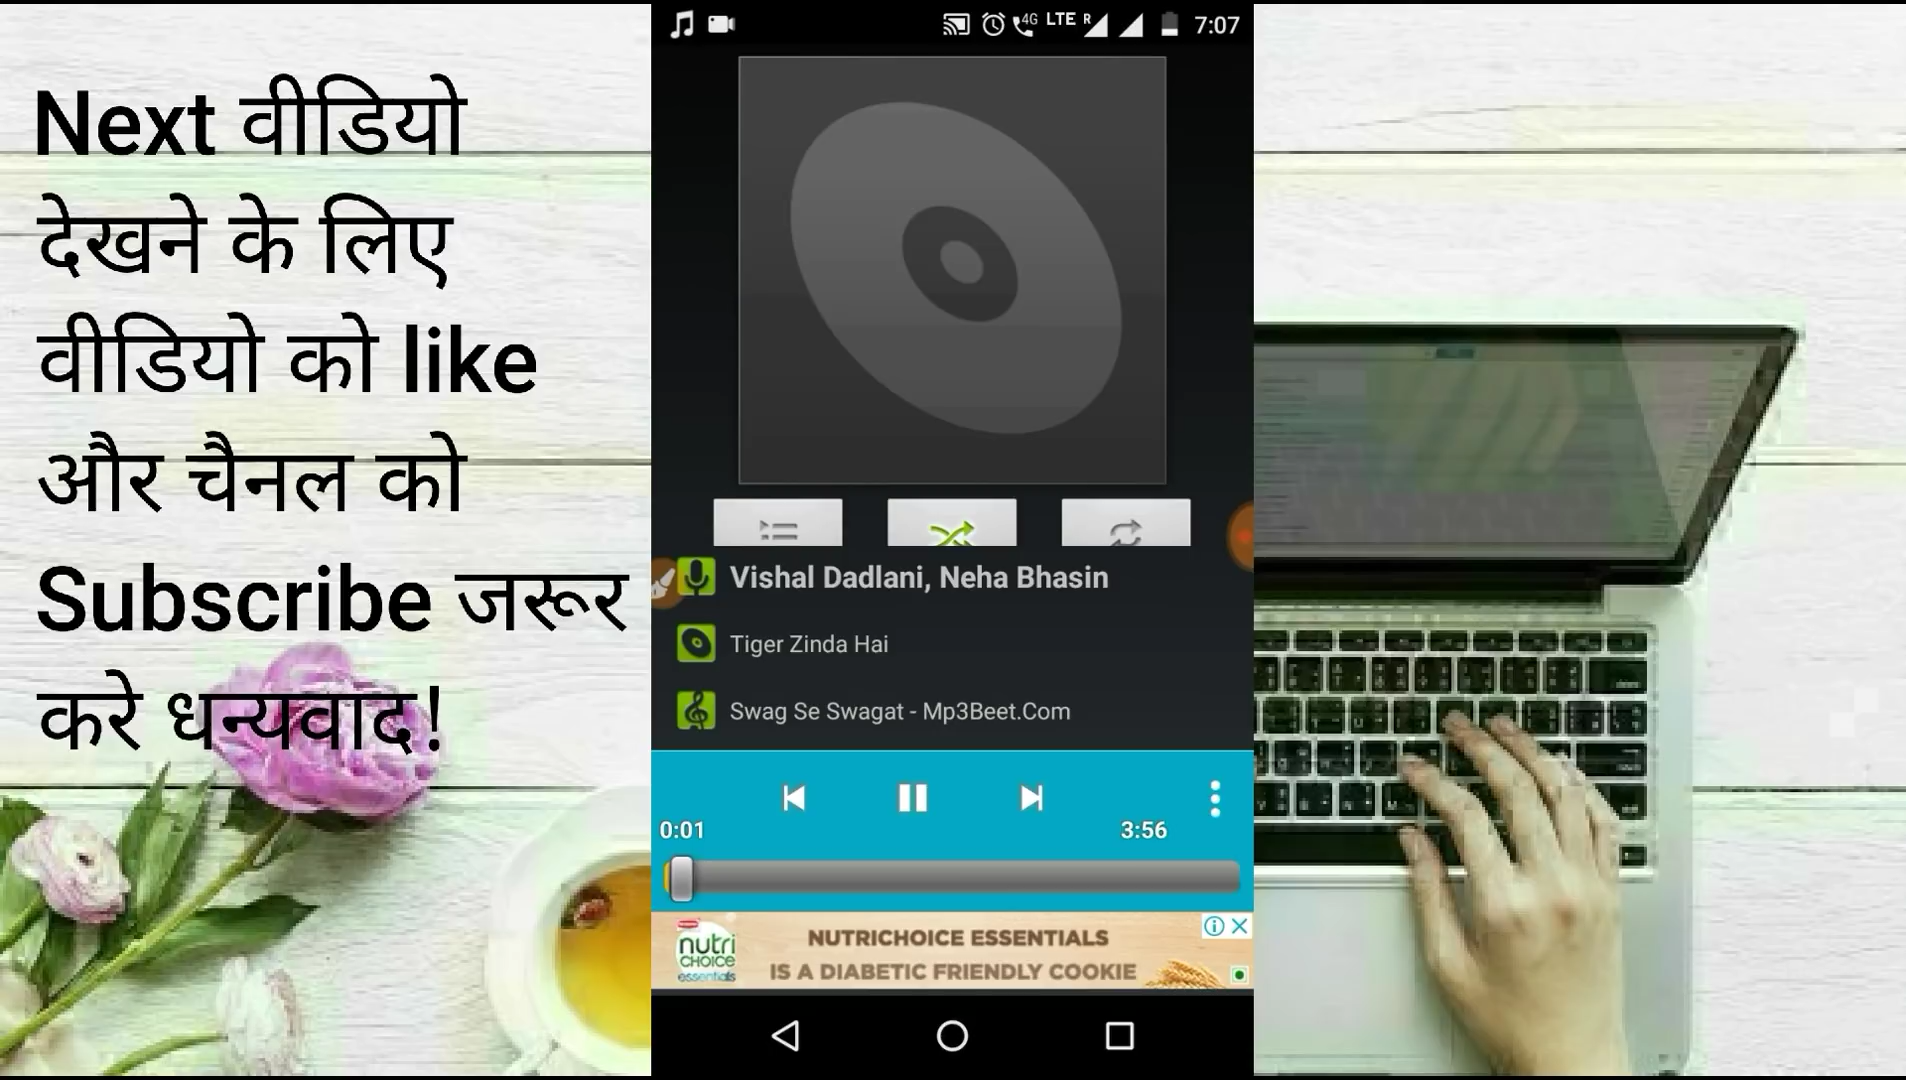 Next वीडियो
देखने के लिए
वीडियो को like
और चैनल को
Subscribe जरूर
करे धन्यवाद!
4G LTE R 7:07
Vishal Dadlani, Neha Bhasin
Tiger Zinda Hai
Swag Se Swagat - Mp3Beet.Com
0:01 3:56
nutri
CHOICE
essentials
NUTRICHOICE ESSENTIALS
IS A DIABETIC FRIENDLY COOKIE